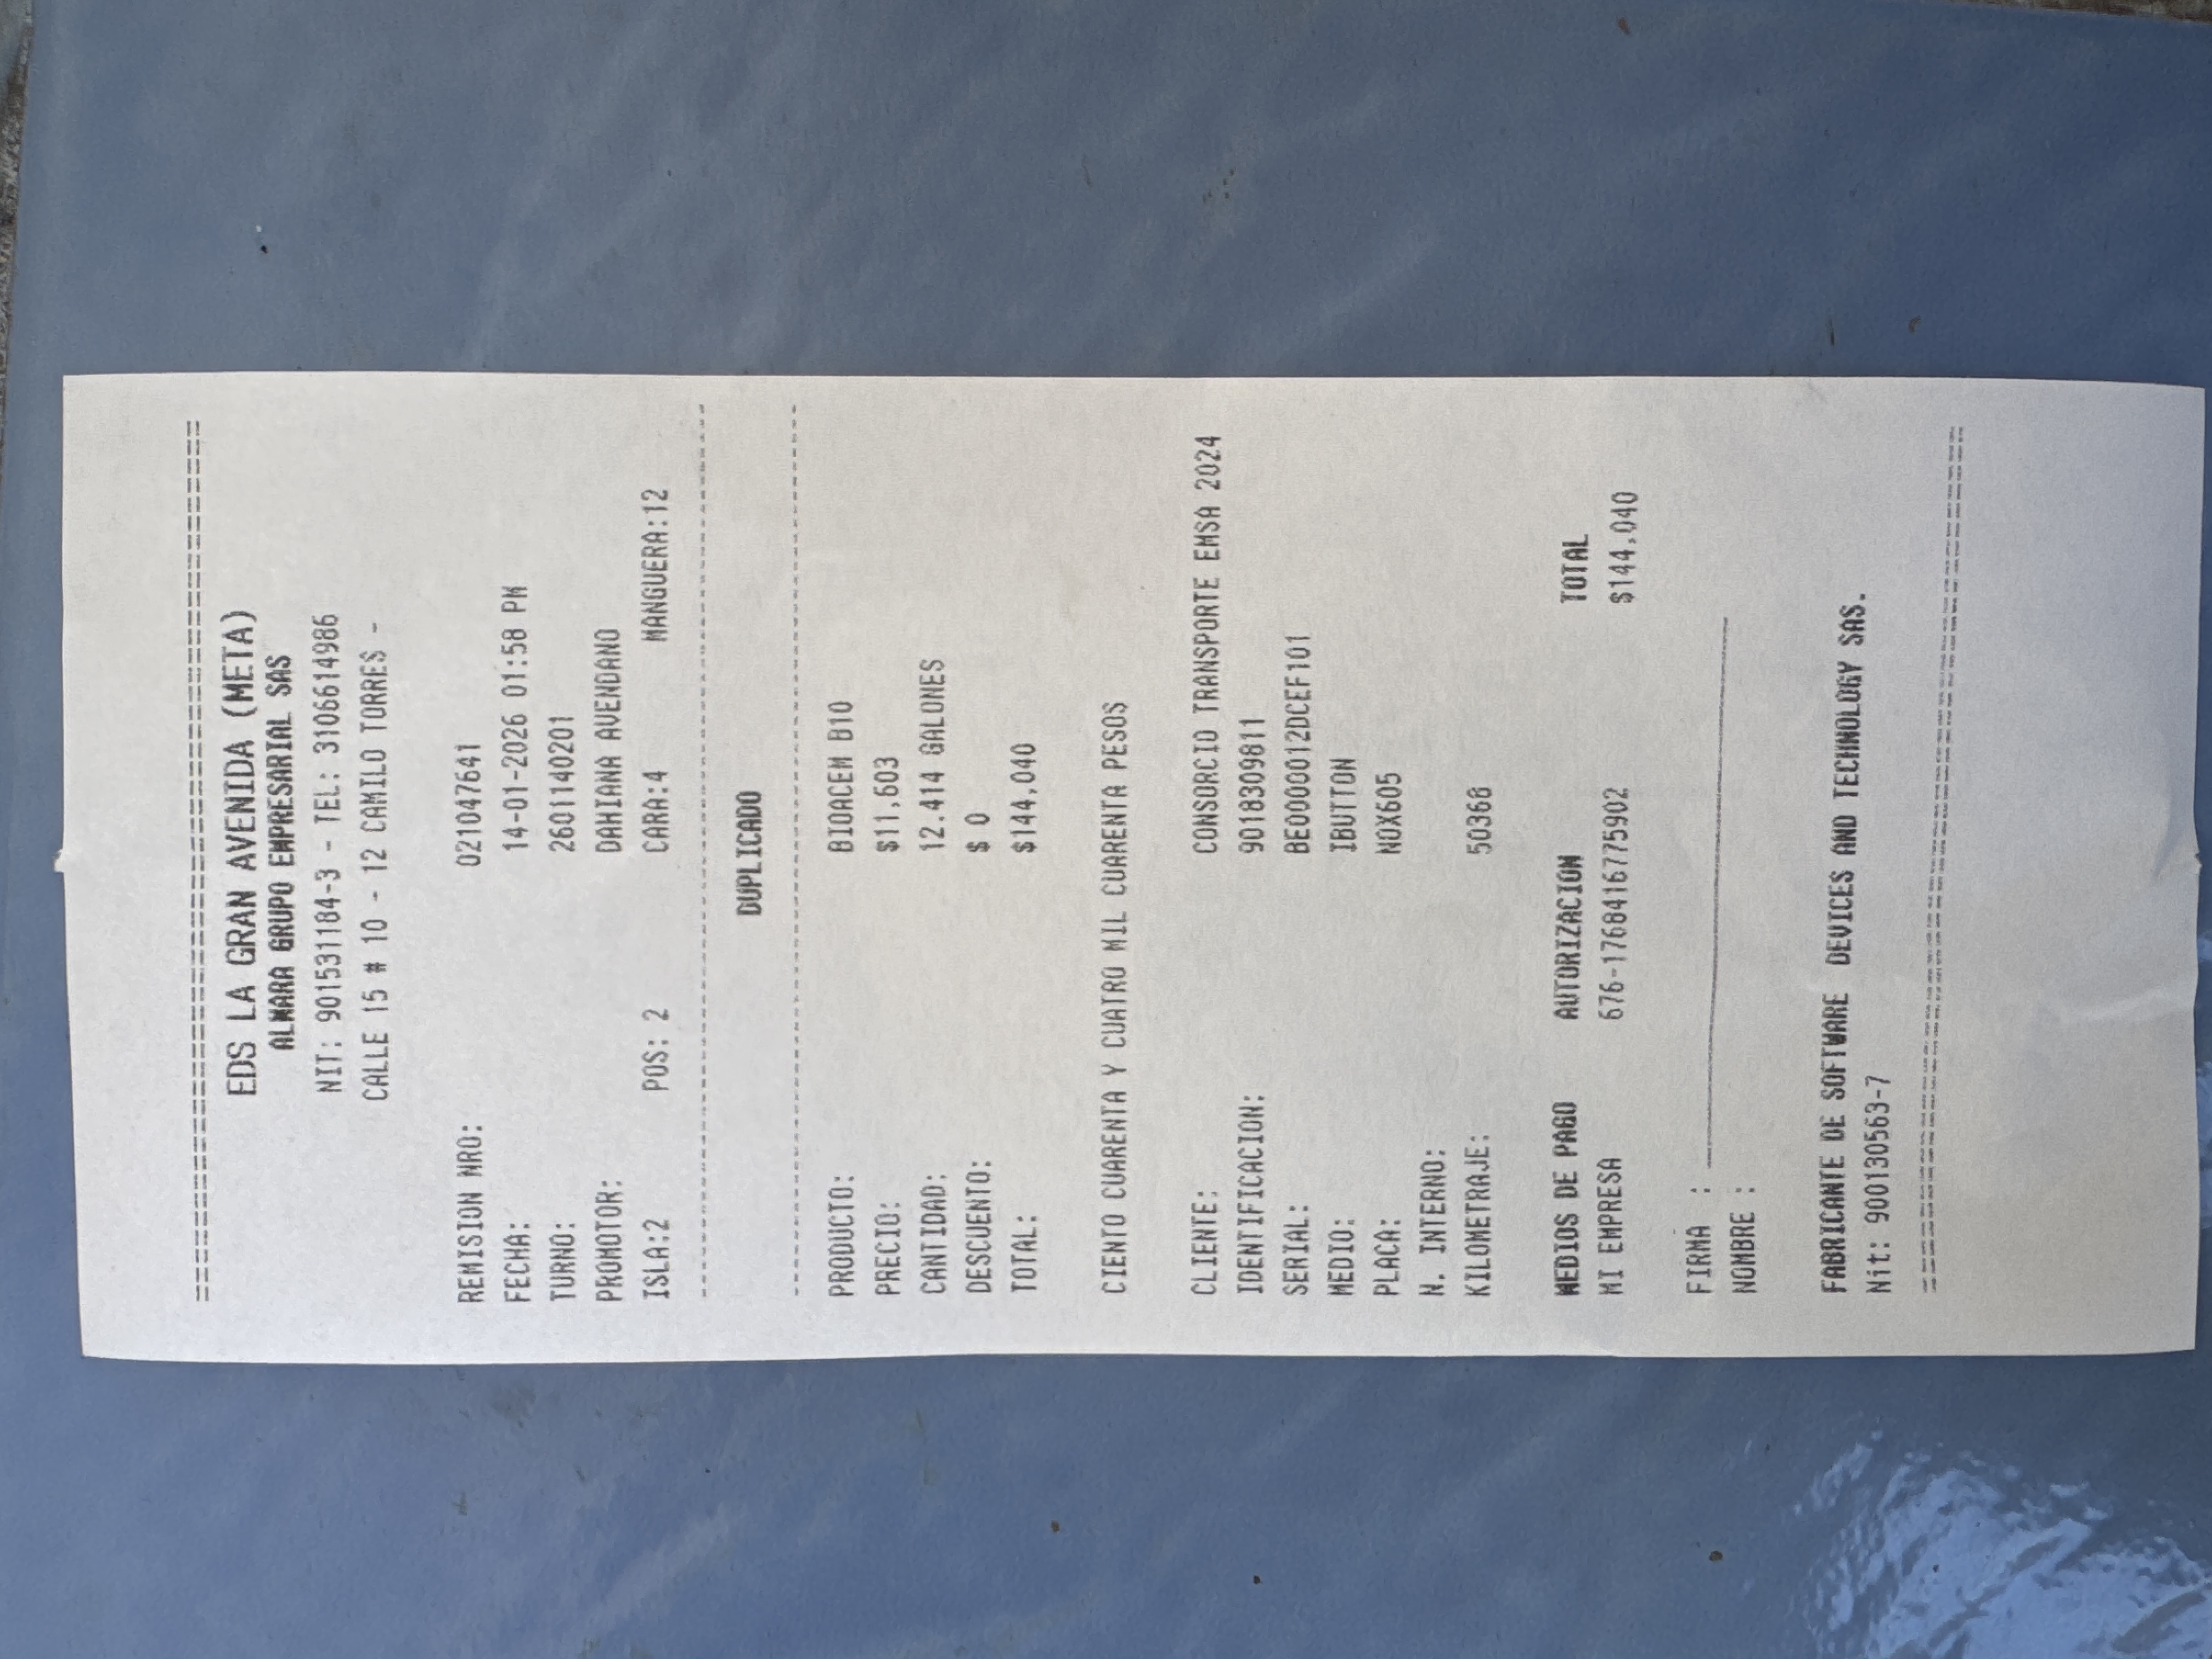 ================================================
EDS LA GRAN AVENIDA (META)
ALMARA GRUPO EMPRESARIAL SAS
NIT: 901531184-3 - TEL: 3106614986
CALLE 15 # 10 - 12 CAMILO TORRES -
REMISION NRO: 021047641
FECHA: 14-01-2026 01:58 PM
TURNO: 2601140201
PROMOTOR: DAHIANA AVENDANO
ISLA:2 POS: 2 CARA:4 MANGUERA:12
------------------------------------------------
DUPLICADO
------------------------------------------------
PRODUCTO: BIOACEM B10
PRECIO: $11,603
CANTIDAD: 12.414 GALONES
DESCUENTO: $ 0
TOTAL: $144,040
CIENTO CUARENTA Y CUATRO MIL CUARENTA PESOS
CLIENTE: CONSORCIO TRANSPORTE EMSA 2024
IDENTIFICACION: 9018309811
SERIAL: BE0000012DCEF101
MEDIO: IBUTTON
PLACA: NOX605
N. INTERNO:
KILOMETRAJE: 50368
MEDIOS DE PAGO AUTORIZACION TOTAL
MI EMPRESA 676-1768416775902 $144,040
FIRMA : ______________________________
NOMBRE :
FABRICANTE DE SOFTWARE DEVICES AND TECHNOLOGY SAS.
Nit: 900130563-7
================================================